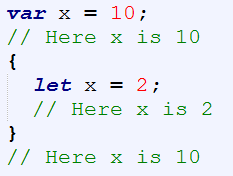 var x = 10;
// Here x is 10
{
  let x = 2;
  // Here x is 2
}
// Here x is 10